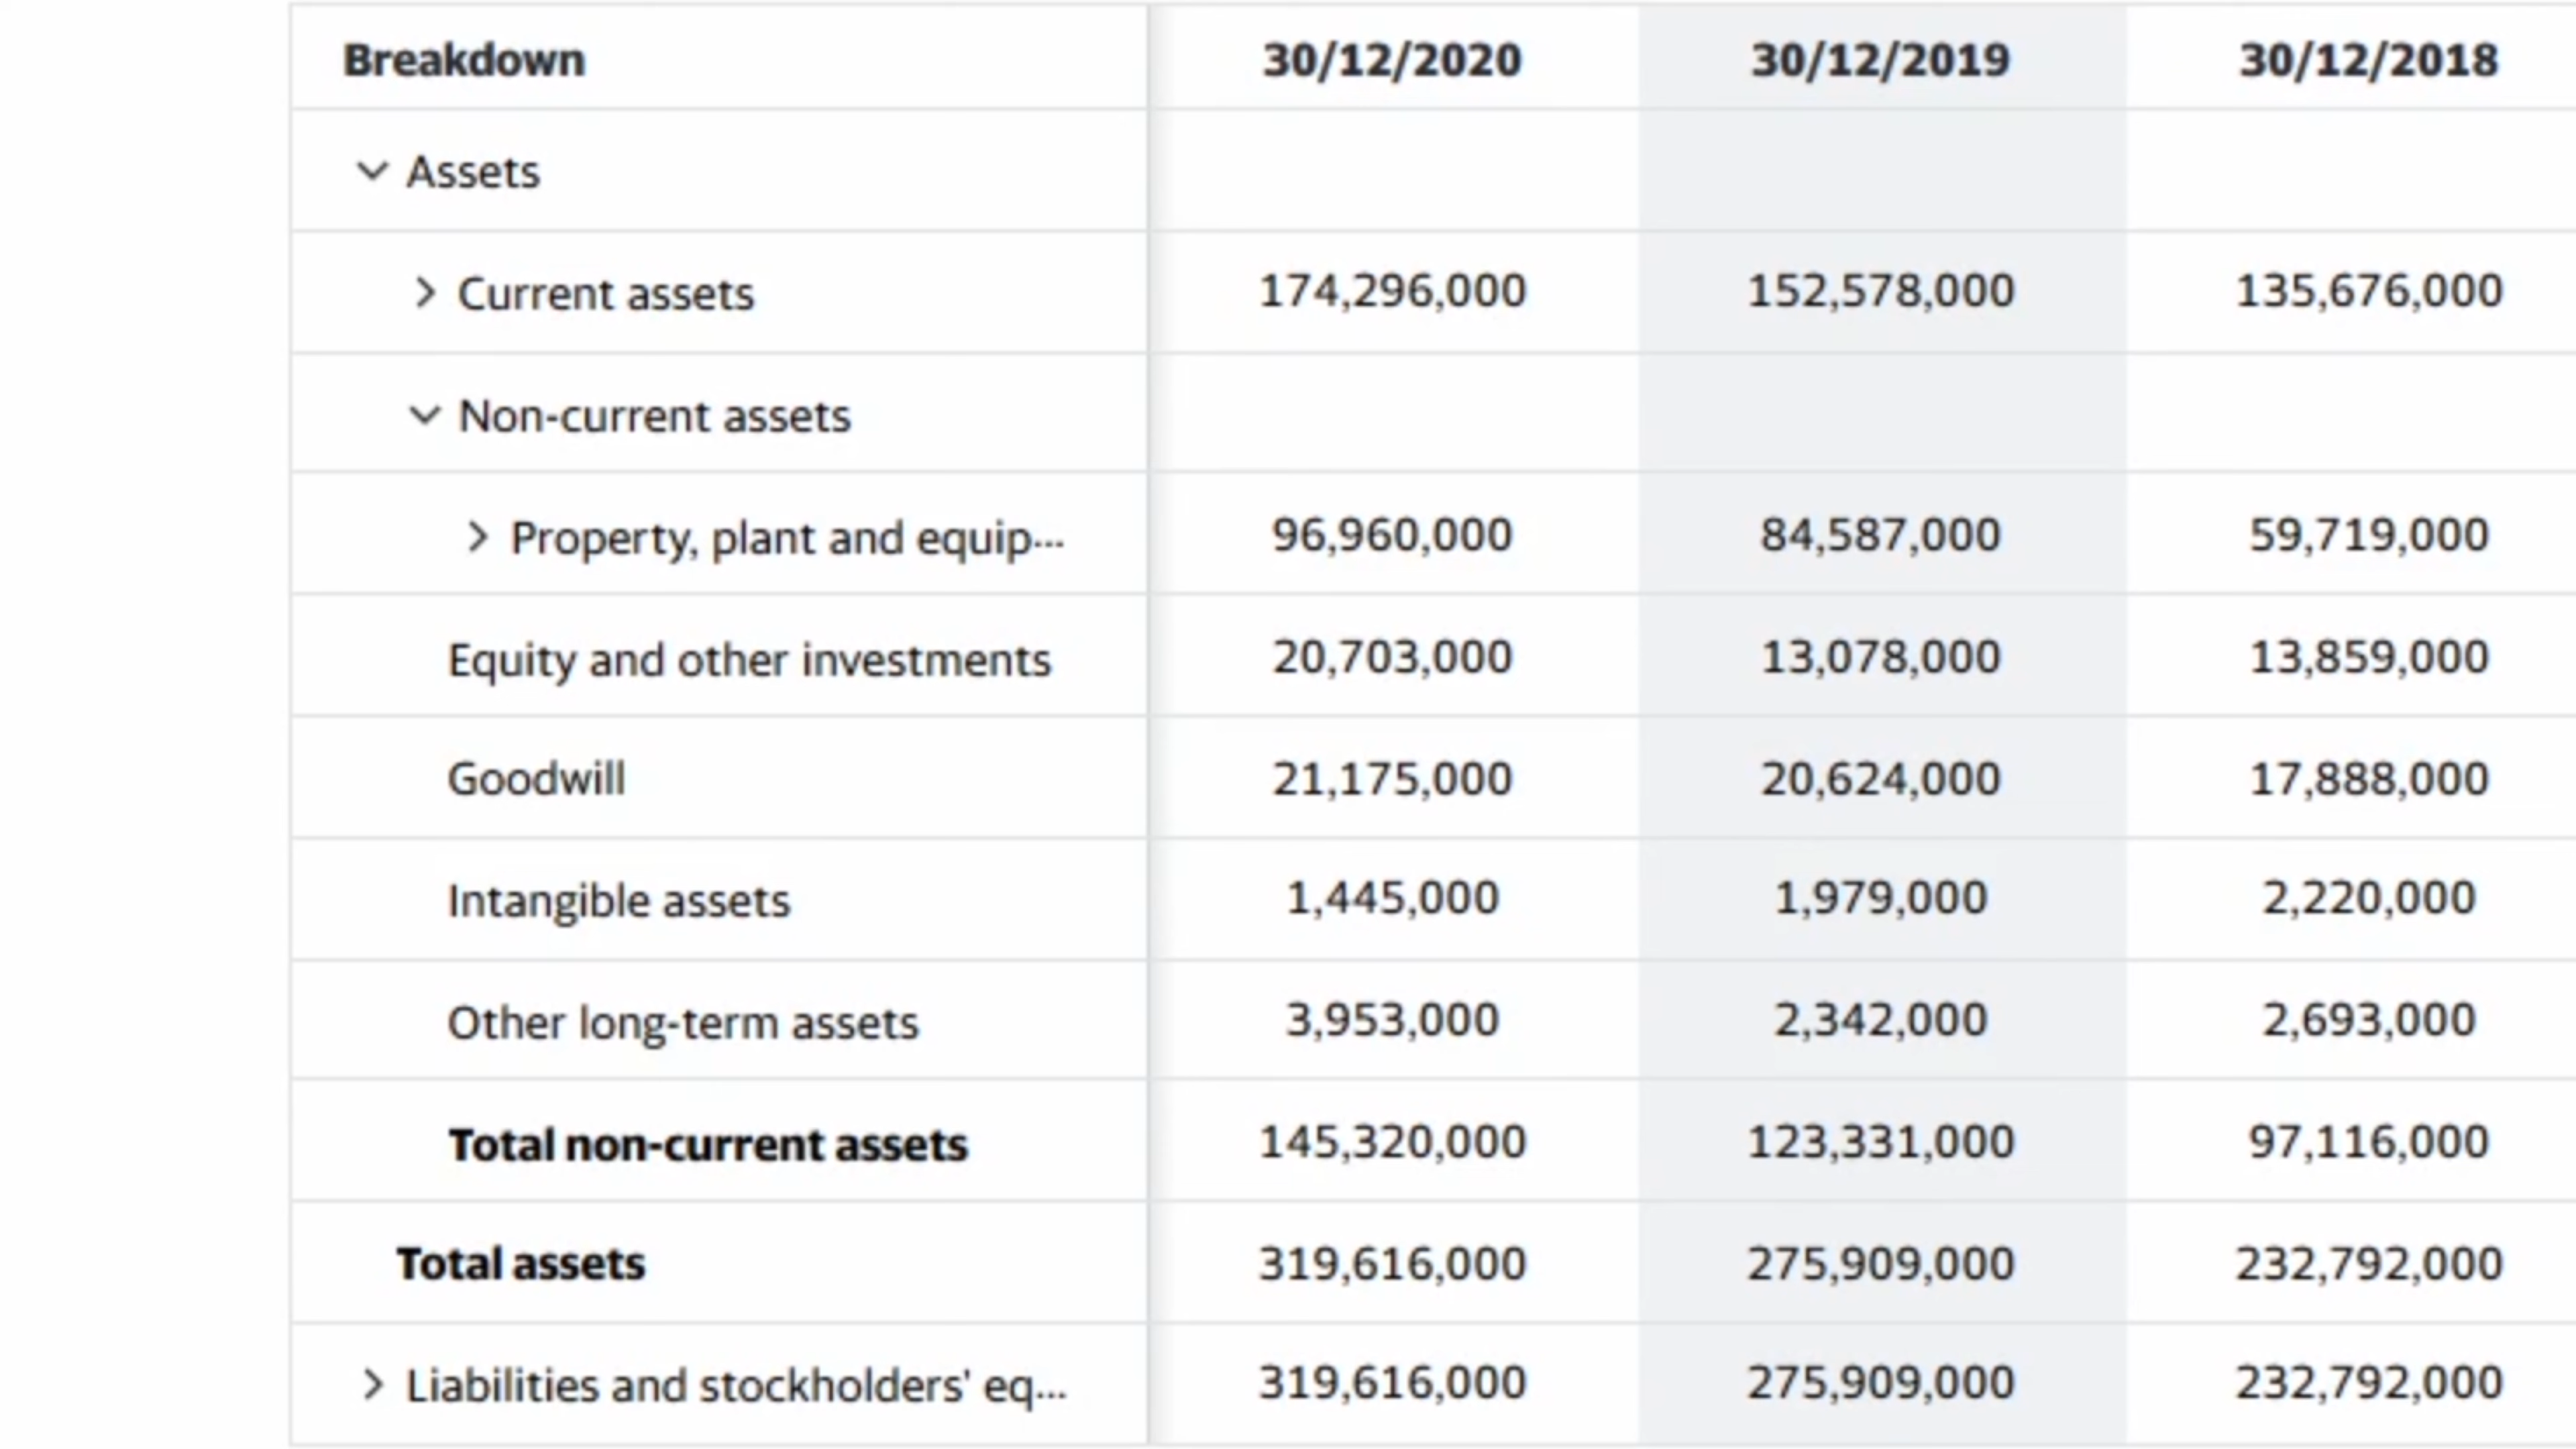 Breakdown 30/12/2020 30/12/2019 30/12/2018
Assets
Current assets 174,296,000 152,578,000 135,676,000
Non-current assets
Property, plant and equip... 96,960,000 84,587,000 59,719,000
Equity and other investments 20,703,000 13,078,000 13,859,000
Goodwill 21,175,000 20,624,000 17,888,000
Intangible assets 1,445,000 1,979,000 2,220,000
Other long-term assets 3,953,000 2,342,000 2,693,000
Total non-current assets 145,320,000 123,331,000 97,116,000
Total assets 319,616,000 275,909,000 232,792,000
Liabilities and stockholders' eq... 319,616,000 275,909,000 232,792,000